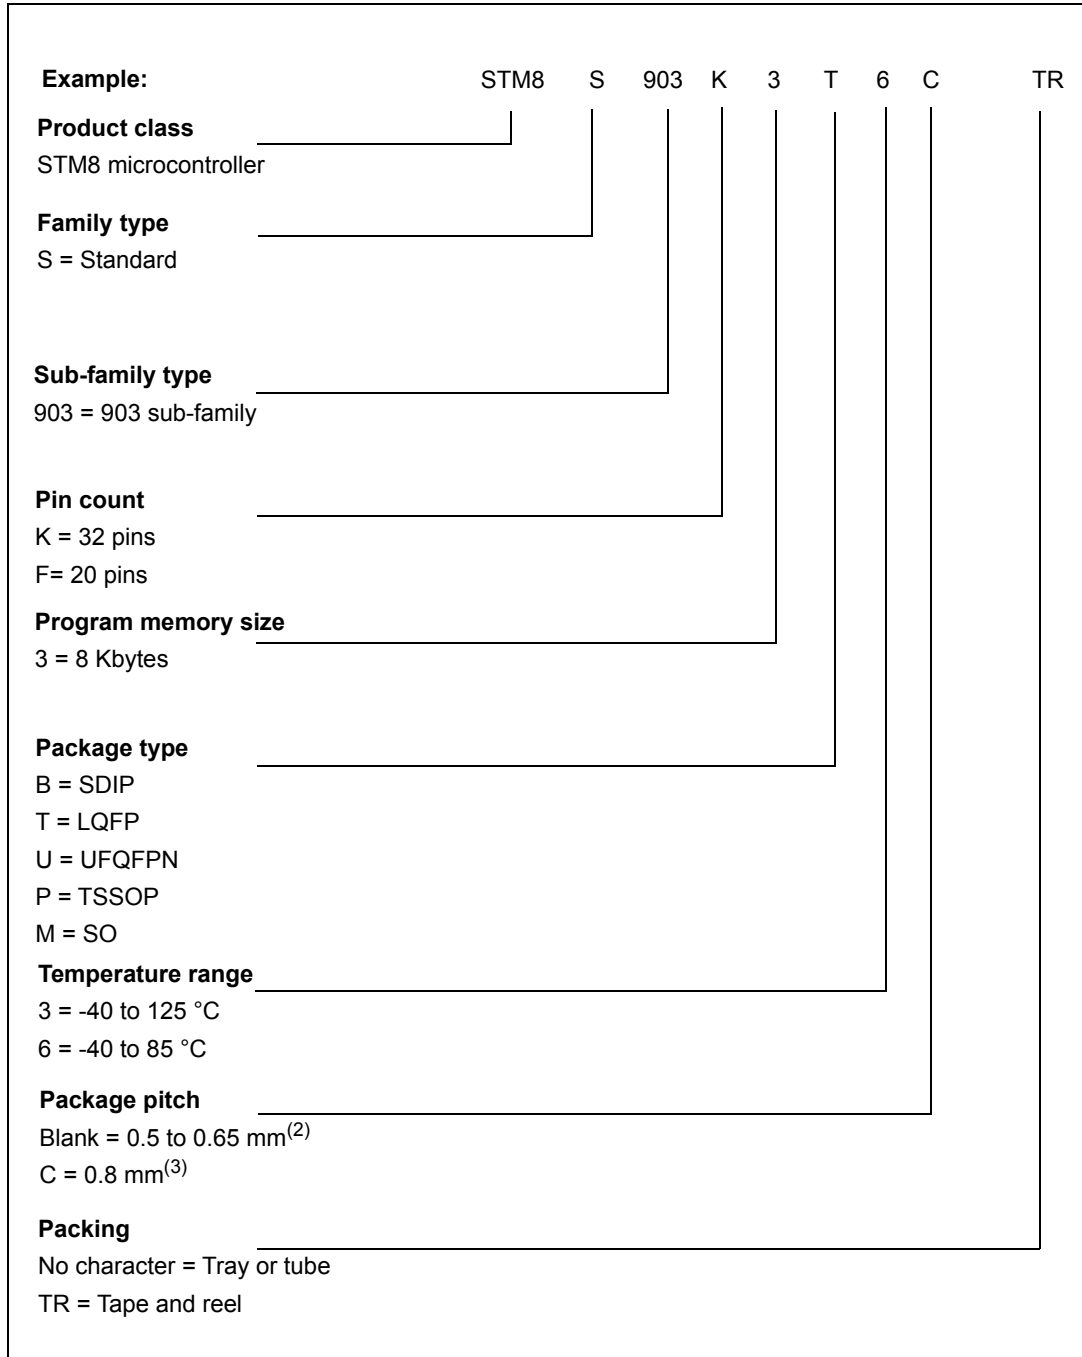 Example: STM8 S 903 K 3 T 6 C TR
Product class
STM8 microcontroller
Family type
S = Standard
Sub-family type
903 = 903 sub-family
Pin count
K = 32 pins
F= 20 pins
Program memory size
3 = 8 Kbytes
Package type
B = SDIP
T = LQFP
U = UFQFPN
P = TSSOP
M = SO
Temperature range
3 = -40 to 125 °C
6 = -40 to 85 °C
Package pitch
Blank = 0.5 to 0.65 mm(2)
C = 0.8 mm(3)
Packing
No character = Tray or tube
TR = Tape and reel